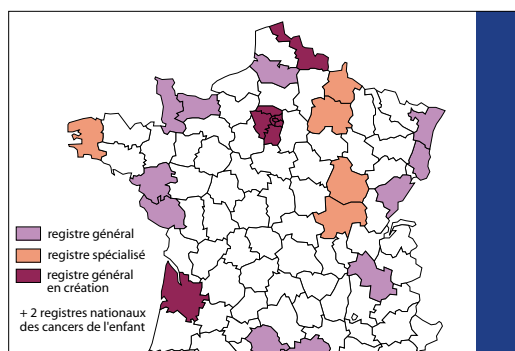 registre général
registre spécialisé
registre général
en création
+ 2 registres nationaux
des cancers de l'enfant